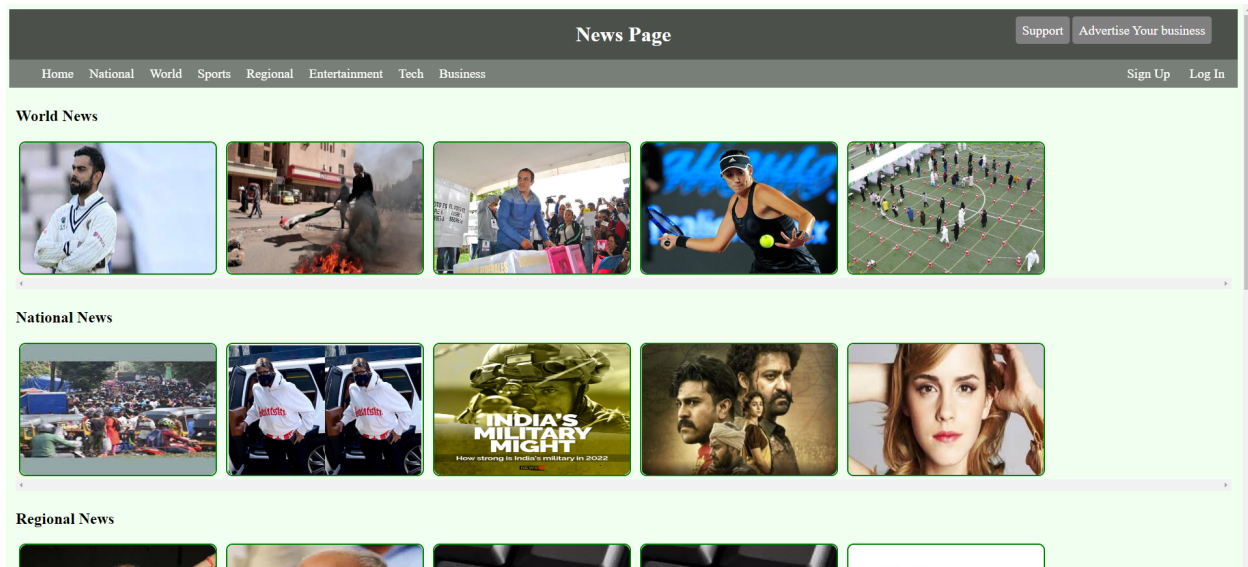 News Page
Support
Advertise Your business
Home National World Sports Regional Entertainment Tech Business
Sign Up Log In
World News
National News
INDIA'S
MILITARY
MIGHT
How strong is India's military in 2022
Regional News